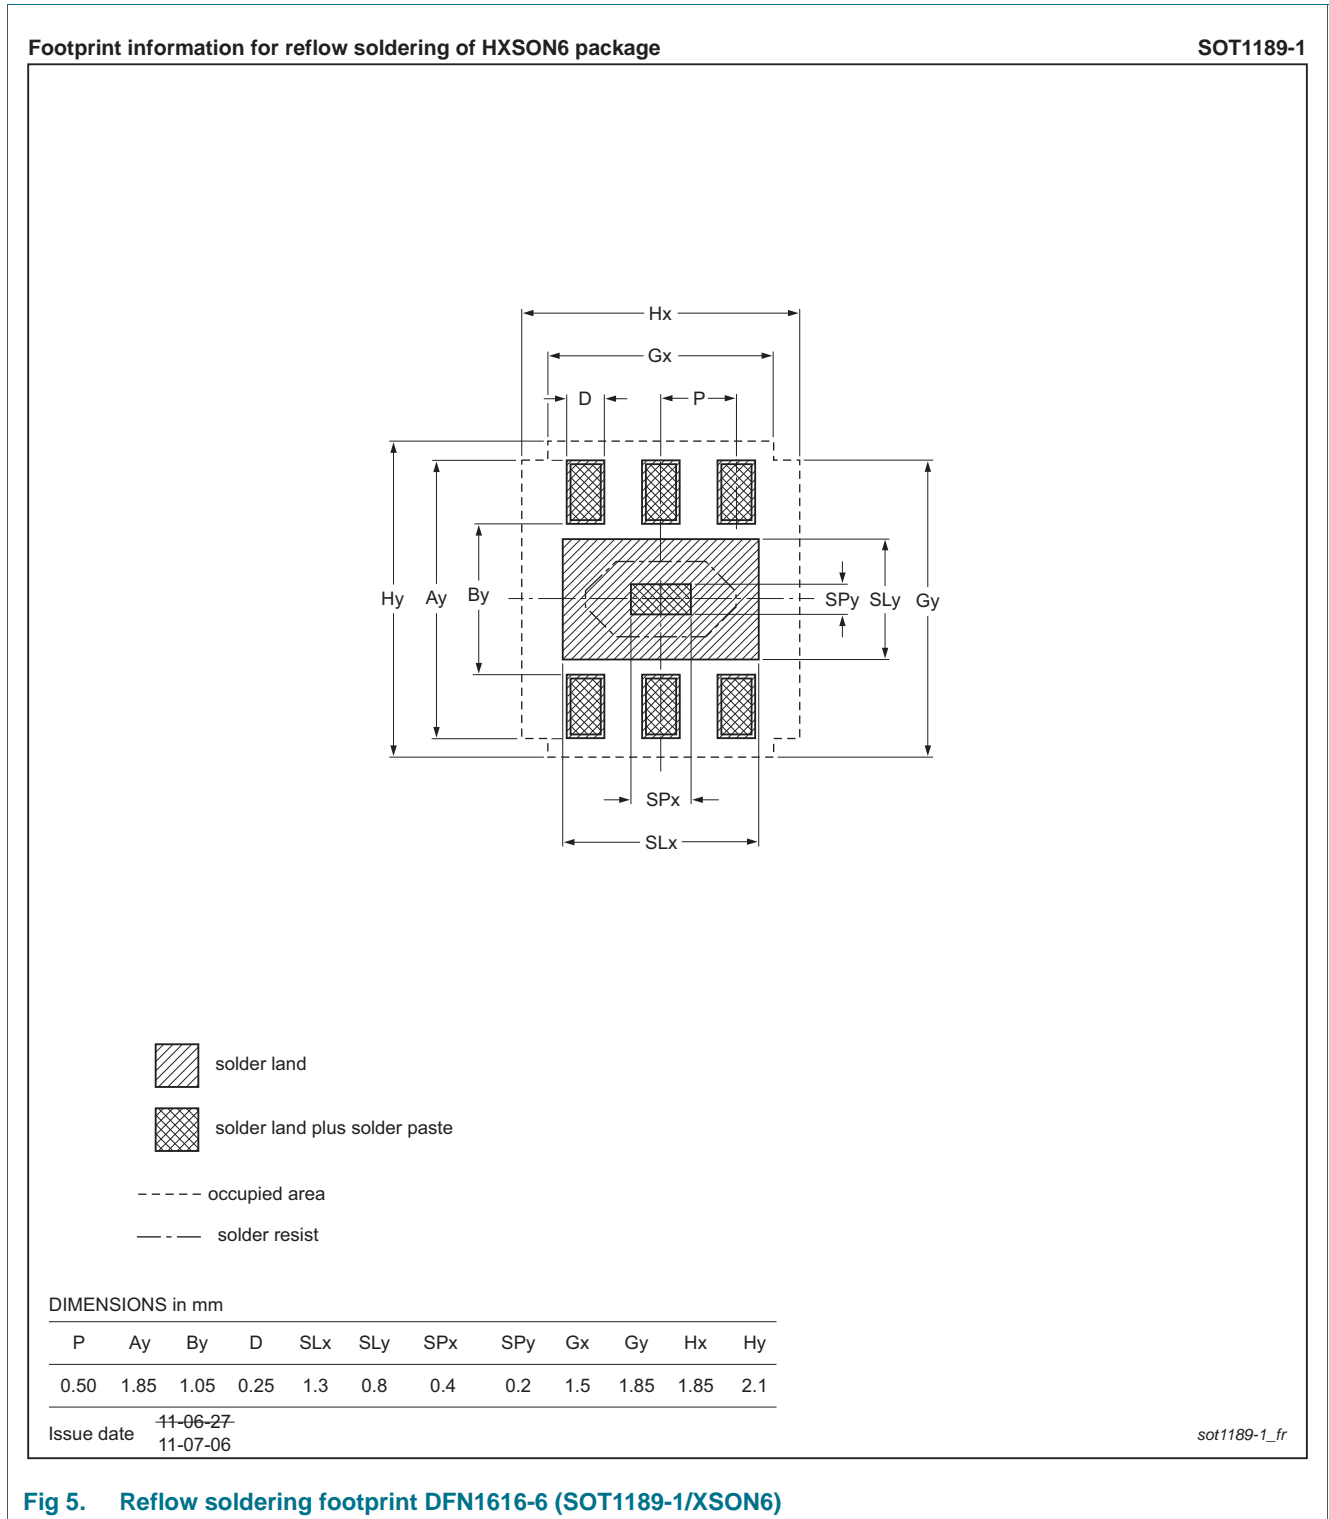 Footprint information for reflow soldering of HXSON6 package SOT1189-1
Hx
Gx
D P
Hy Ay By SPy SLy Gy
SPx
SLx
solder land
solder land plus solder paste
occupied area
solder resist
DIMENSIONS in mm
P Ay By D SLx SLy SPx SPy Gx Gy Hx Hy
0.50 1.85 1.05 0.25 1.3 0.8 0.4 0.2 1.5 1.85 1.85 2.1
Issue date 11-06-27
11-07-06
sot1189-1_fr
Fig 5. Reflow soldering footprint DFN1616-6 (SOT1189-1/XSON6)